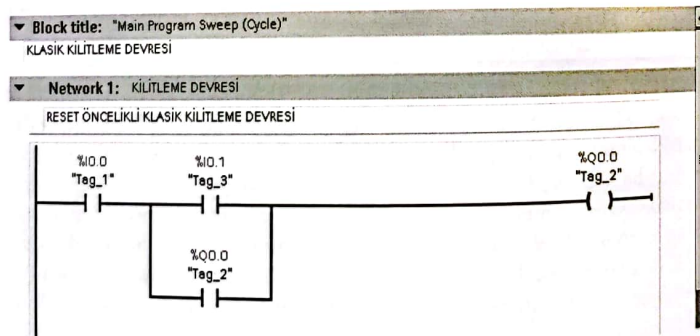 Block title: "Main Program Sweep (Cycle)"
KLASİK KİLİTLEME DEVRESİ
Network 1: KİLİTLEME DEVRESİ
RESET ÖNCELİKLİ KLASİK KİLİTLEME DEVRESİ
%I0.0 %I0.1 %Q0.0
"Tag_1" "Tag_3" "Tag_2"
%Q0.0
"Tag_2"